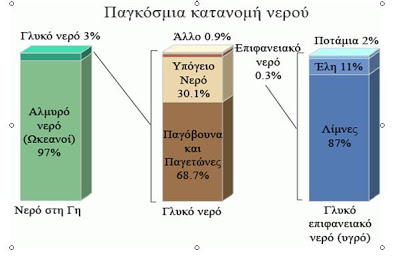 Παγκόσμια κατανομή νερού
Γλυκό νερό 3%
Αλμυρό
νερό
(Ωκεανοί)
97%
Νερό στη Γη
Άλλο 0.9%
Υπόγειο
Νερό
30.1%
Παγόβουνα
και
Παγετώνες
68.7%
Γλυκό νερό
Επιφανειακό
νερό
0.3%
Ποτάμια 2%
Έλη 11%
Λίμνες
87%
Γλυκό
επιφανειακό
νερό (υγρό)